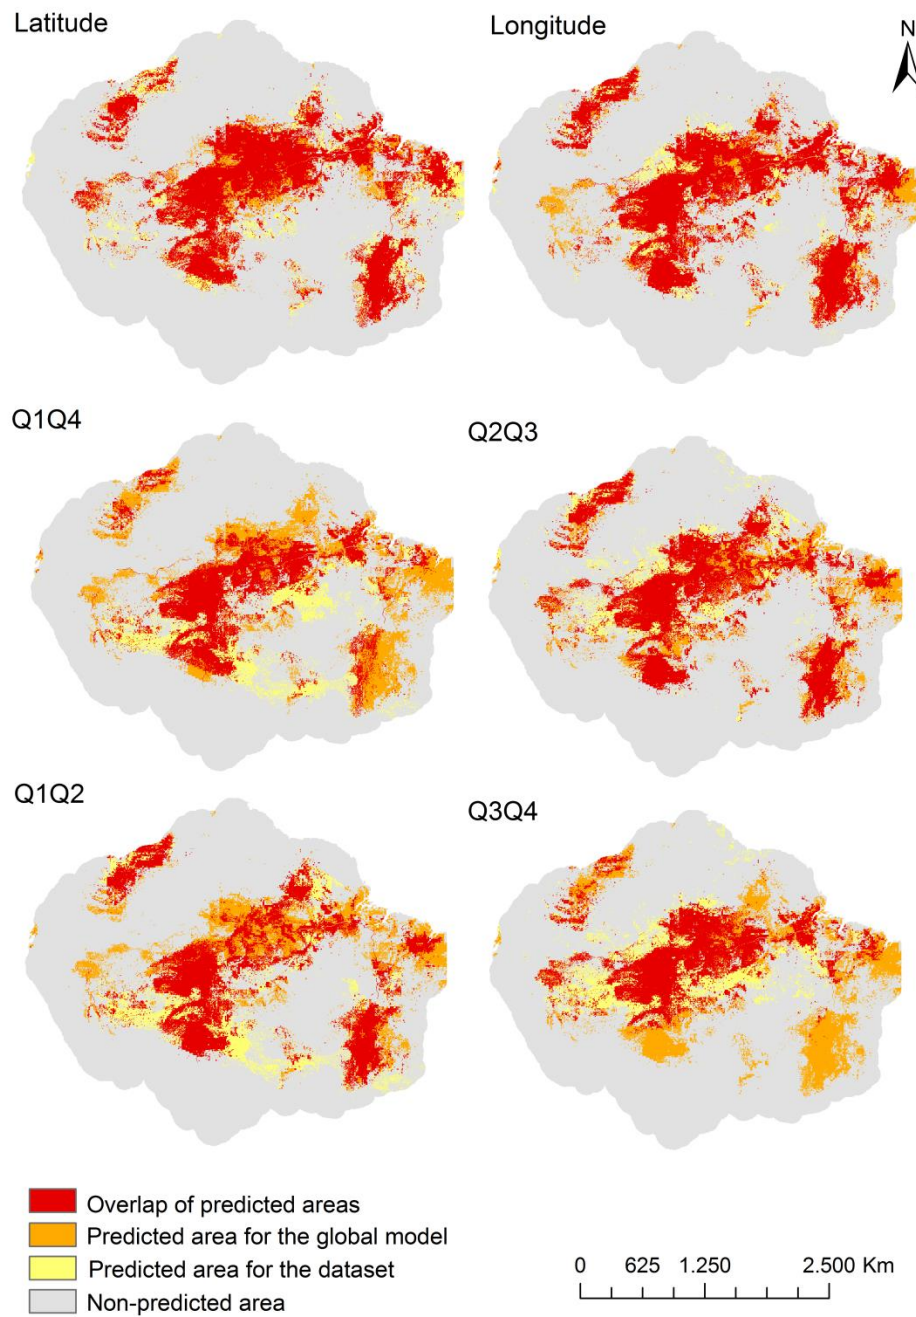 Latitude
Longitude
N
Q1Q4
Q2Q3
Q1Q2
Q3Q4
Overlap of predicted areas
Predicted area for the global model
Predicted area for the dataset
Non-predicted area
0 625 1.250 2.500 Km